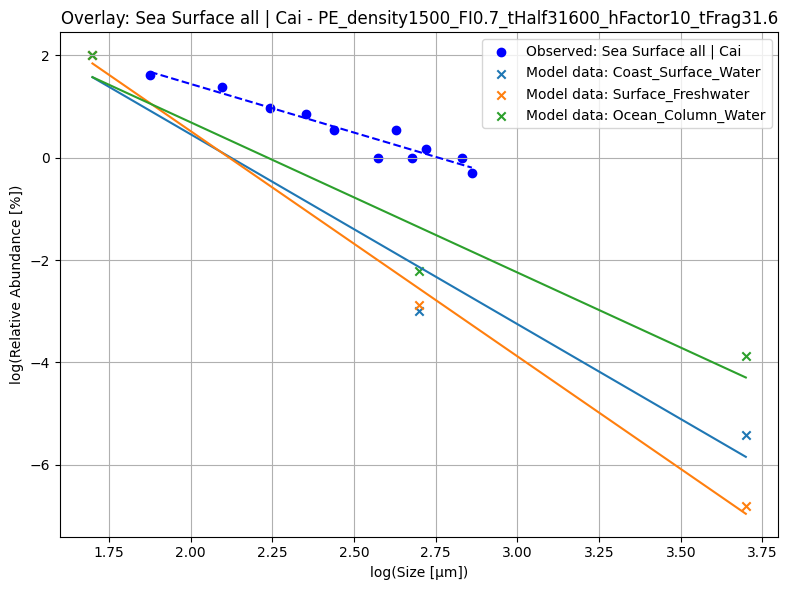 Overlay: Sea Surface all | Cai - PE_density1500_FI0.7_tHalf31600_hFactor10_tFrag31.6
Observed: Sea Surface all | Cai
Model data: Coast_Surface_Water
Model data: Surface_Freshwater
Model data: Ocean_Column_Water
log(Relative Abundance [%])
2
0
−2
−4
−6
1.75
2.00
2.25
2.50
2.75
3.00
3.25
3.50
3.75
log(Size [μm])